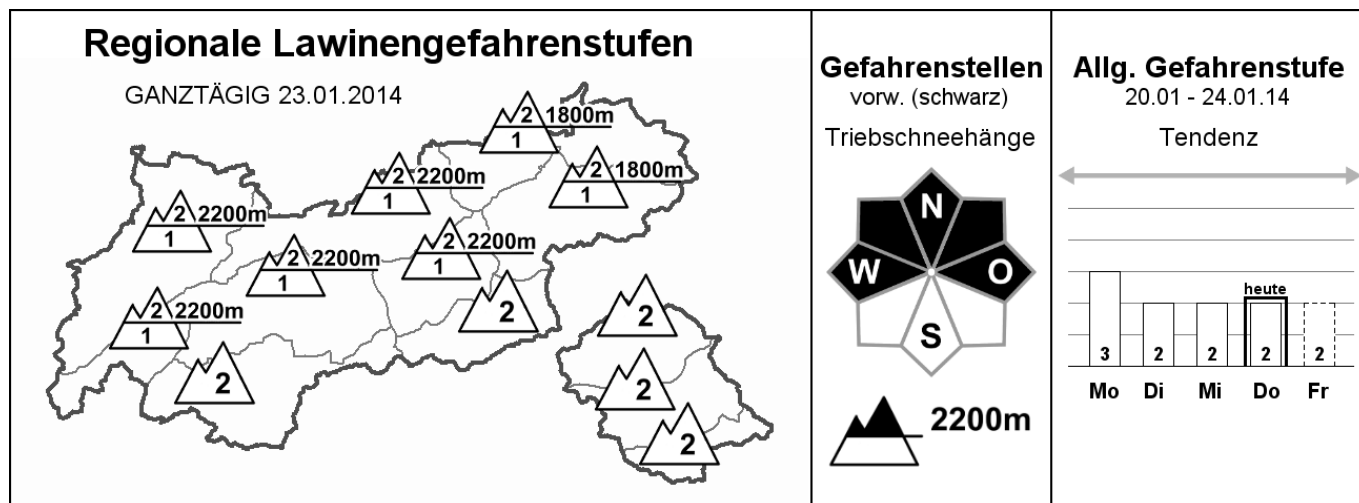 Regionale Lawinengefahrenstufen
GANZTÄGIG 23.01.2014
2 1800m
1
2 1800m
1
2 2200m
1
2 2200m
1
2 2200m
1
2 2200m
1
2 2200m
1
2
2
2
2
2
Gefahrenstellen
vorw. (schwarz)
Triebschneehänge
N
W O
S
2200m
Allg. Gefahrenstufe
20.01 - 24.01.14
Tendenz
heute
3 2 2 2 2
Mo Di Mi Do Fr